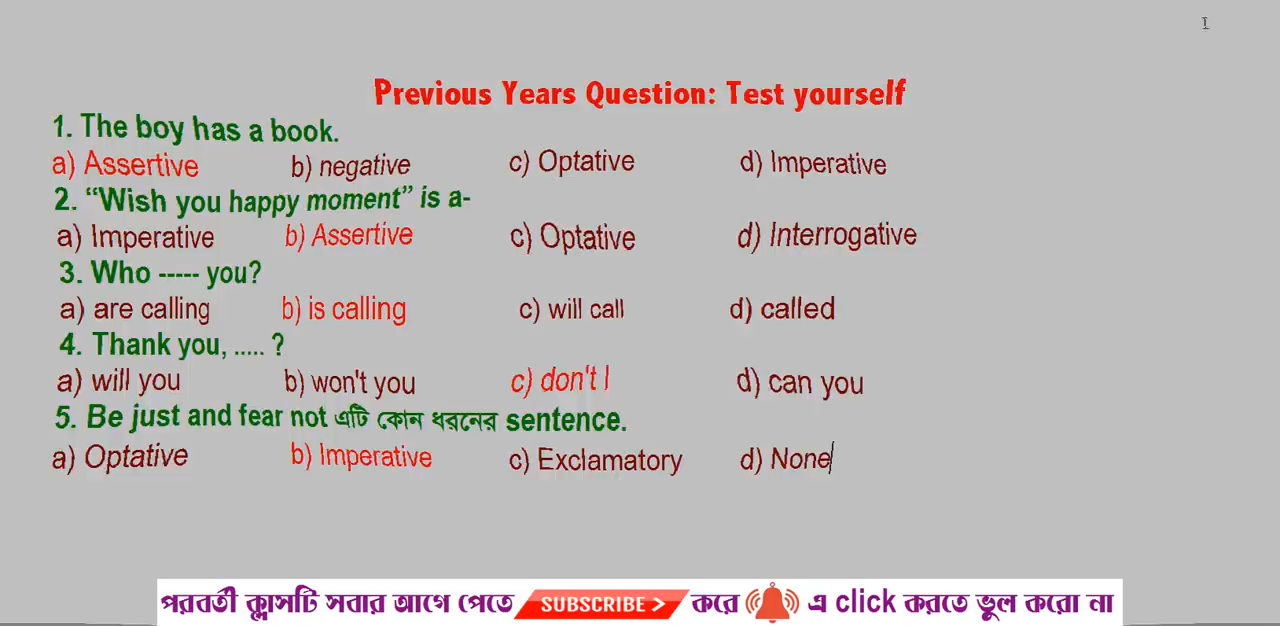 Previous Years Question: Test yourself
1. The boy has a book.
a) Assertive b) negative c) Optative d) Imperative
2. “Wish you happy moment” is a-
a) Imperative b) Assertive c) Optative d) Interrogative
3. Who ----- you?
a) are calling b) is calling c) will call d) called
4. Thank you, ..... ?
a) will you b) won't you c) don't I d) can you
5. Be just and fear not এটি কোন ধরনের sentence.
a) Optative b) Imperative c) Exclamatory d) None
পরবর্তী ক্লাসটি সবার আগে পেতে SUBSCRIBE > করে এ click করতে ভুল করো না